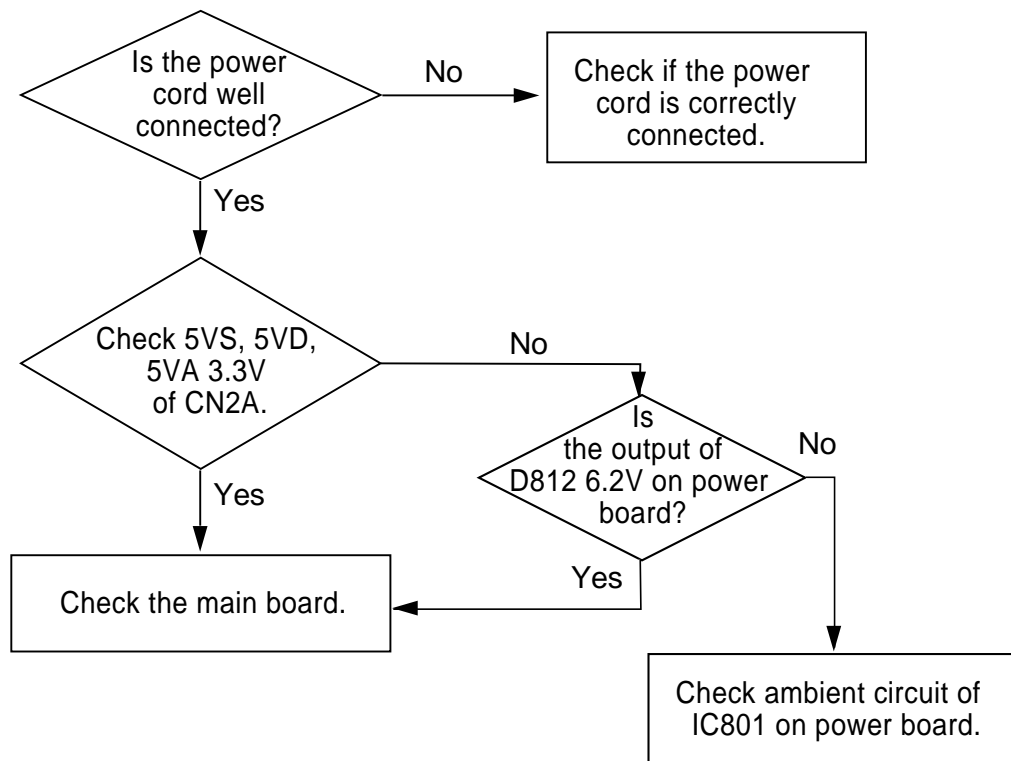 Is the power
cord well
connected?
No
Check if the power
cord is correctly
connected.
Yes
Check 5VS, 5VD,
5VA 3.3V
of CN2A.
No
Is
the output of
D812 6.2V on power
board?
No
Yes
Yes
Check the main board.
Check ambient circuit of
IC801 on power board.